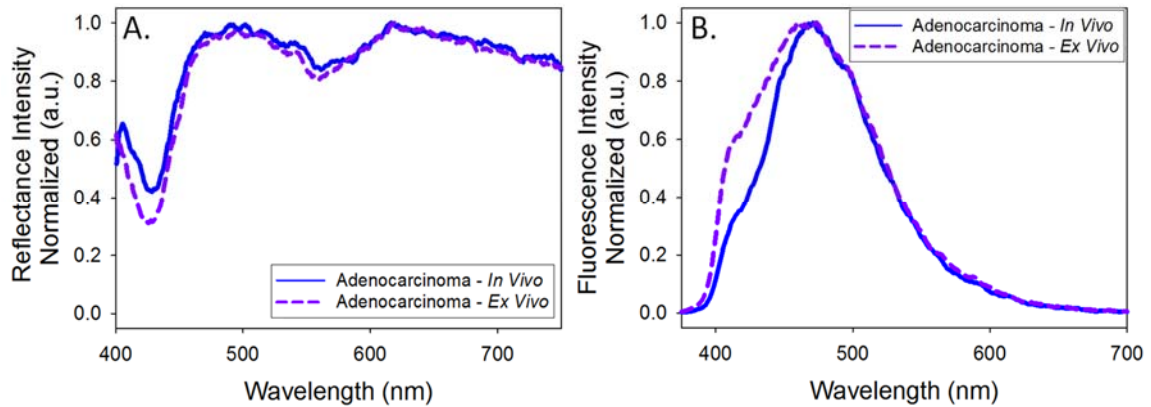 A.
Reflectance Intensity
Normalized (a.u.)
1.0
0.8
0.6
0.4
0.2
0.0
Adenocarcinoma - In Vivo
Adenocarcinoma - Ex Vivo
400 500 600 700
Wavelength (nm)
B.
Fluorescence Intensity
Normalized (a.u.)
1.0
0.8
0.6
0.4
0.2
0.0
Adenocarcinoma - In Vivo
Adenocarcinoma - Ex Vivo
400 500 600 700
Wavelength (nm)